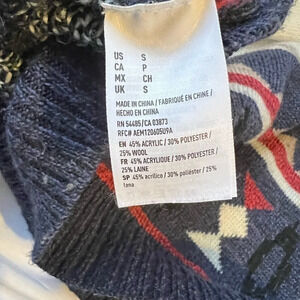 US S
CA P
MX CH
UK S
MADE IN CHINA / FABRIQUÉ EN CHINE /
HECHO EN CHINA
RN 54485/CA 03873
RFC# AEM120605U9A
EN 45% ACRYLIC / 30% POLYESTER /
25% WOOL
FR 45% ACRYLIQUE / 30% POLYESTER /
25% LAINE
SP 45% acrílico / 30% poliéster / 25%
lana